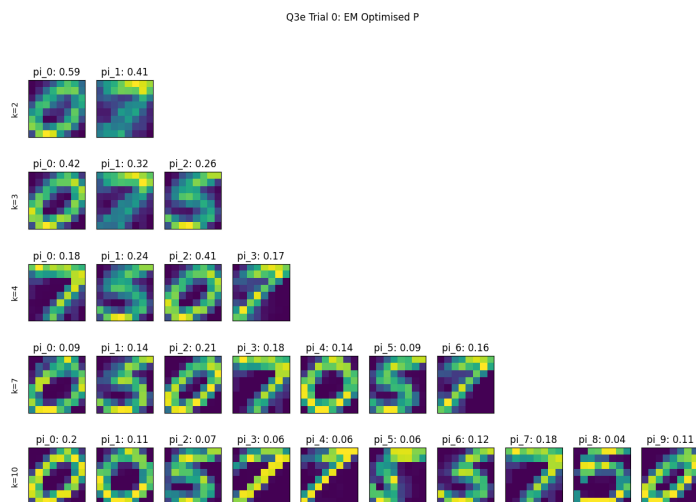 Q3e Trial 0: EM Optimised P
pi_0: 0.59 pi_1: 0.41
k=2
pi_0: 0.42 pi_1: 0.32 pi_2: 0.26
k=3
pi_0: 0.18 pi_1: 0.24 pi_2: 0.41 pi_3: 0.17
k=4
pi_0: 0.09 pi_1: 0.14 pi_2: 0.21 pi_3: 0.18 pi_4: 0.14 pi_5: 0.09 pi_6: 0.16
k=7
pi_0: 0.2 pi_1: 0.11 pi_2: 0.07 pi_3: 0.06 pi_4: 0.06 pi_5: 0.06 pi_6: 0.12 pi_7: 0.18 pi_8: 0.04 pi_9: 0.11
k=10